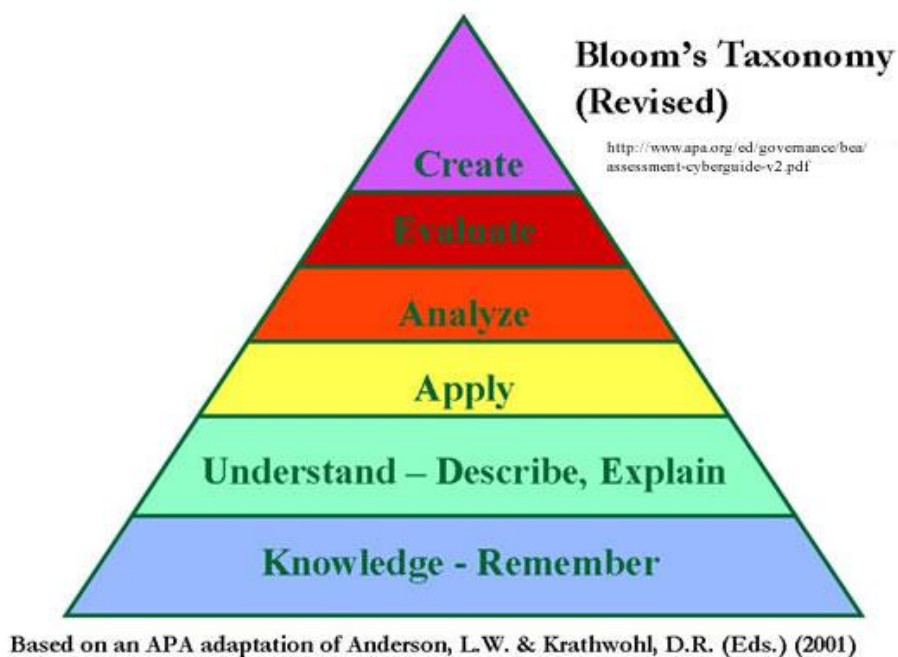 Bloom's Taxonomy
(Revised)
http://www.apa.org/ed/governance/bea/
assessment-cyberguide-v2.pdf
Create
Evaluate
Analyze
Apply
Understand – Describe, Explain
Knowledge - Remember
Based on an APA adaptation of Anderson, L.W. & Krathwohl, D.R. (Eds.) (2001)